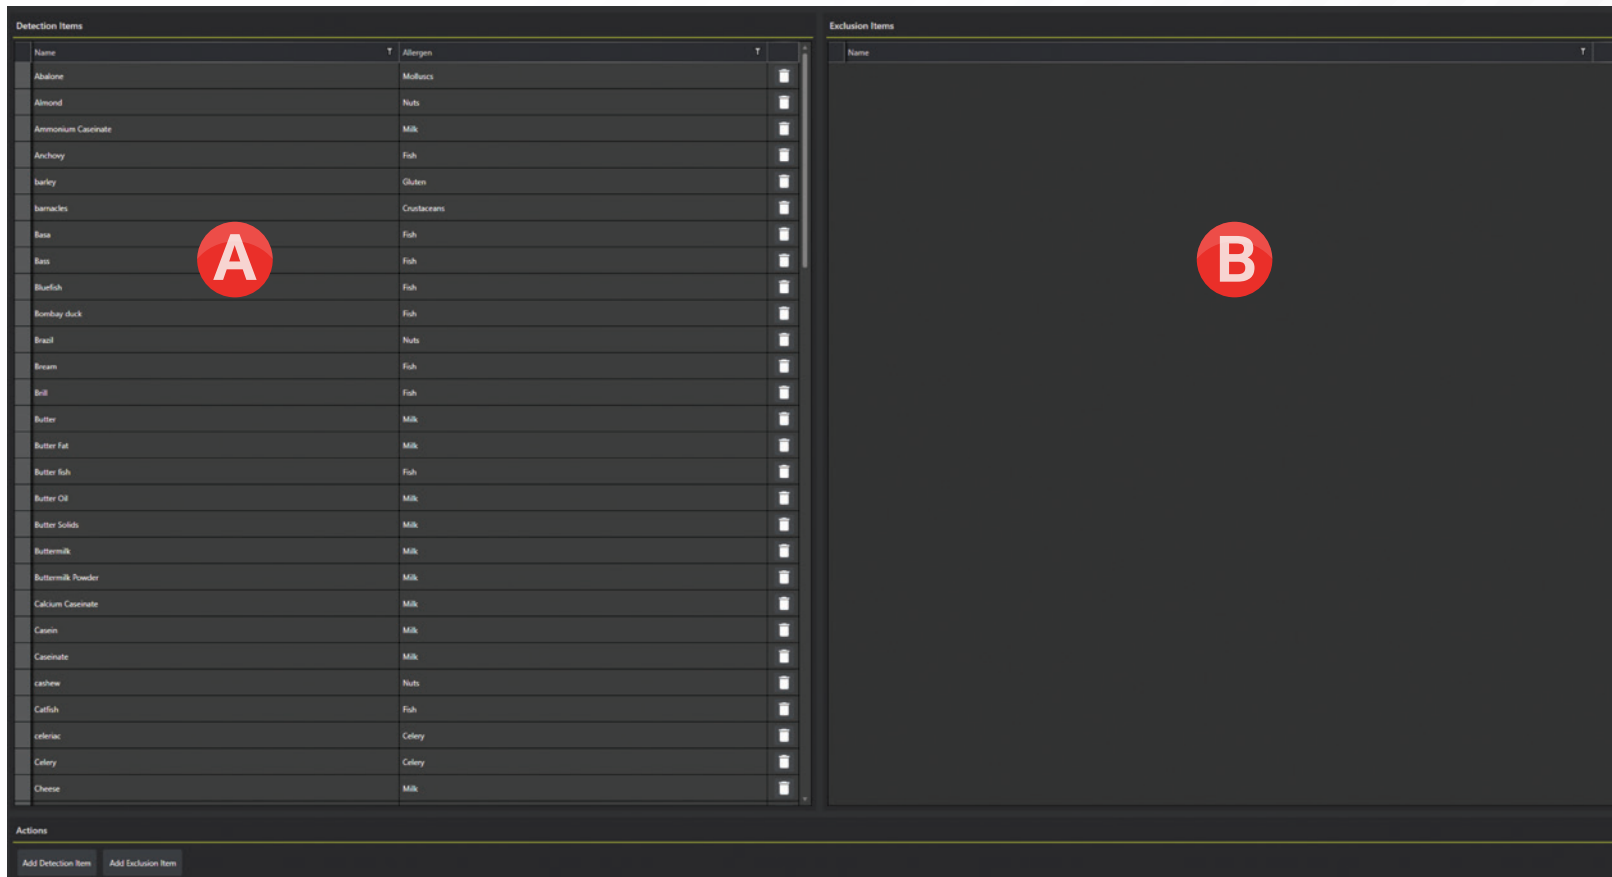 Detection Items
Name Allergen
Abalone Molluscs
Almond Nuts
Ammonium Caseinate Milk
Anchovy Fish
barley Gluten
barnacles Crustaceans
Basa Fish
A
Bass Fish
Bluefish Fish
Bombay duck Fish
Brazil Nuts
Bream Fish
Brill Fish
Butter Milk
Butter Fat Milk
Butter fish Fish
Butter Oil Milk
Butter Solids Milk
Buttermilk Milk
Buttermilk Powder Milk
Calcium Caseinate Milk
Casein Milk
Caseinate Milk
cashew Nuts
Catfish Fish
celeriac Celery
Celery Celery
Cheese Milk
Exclusion Items
Name
B
Actions
Add Detection Item Add Exclusion Item